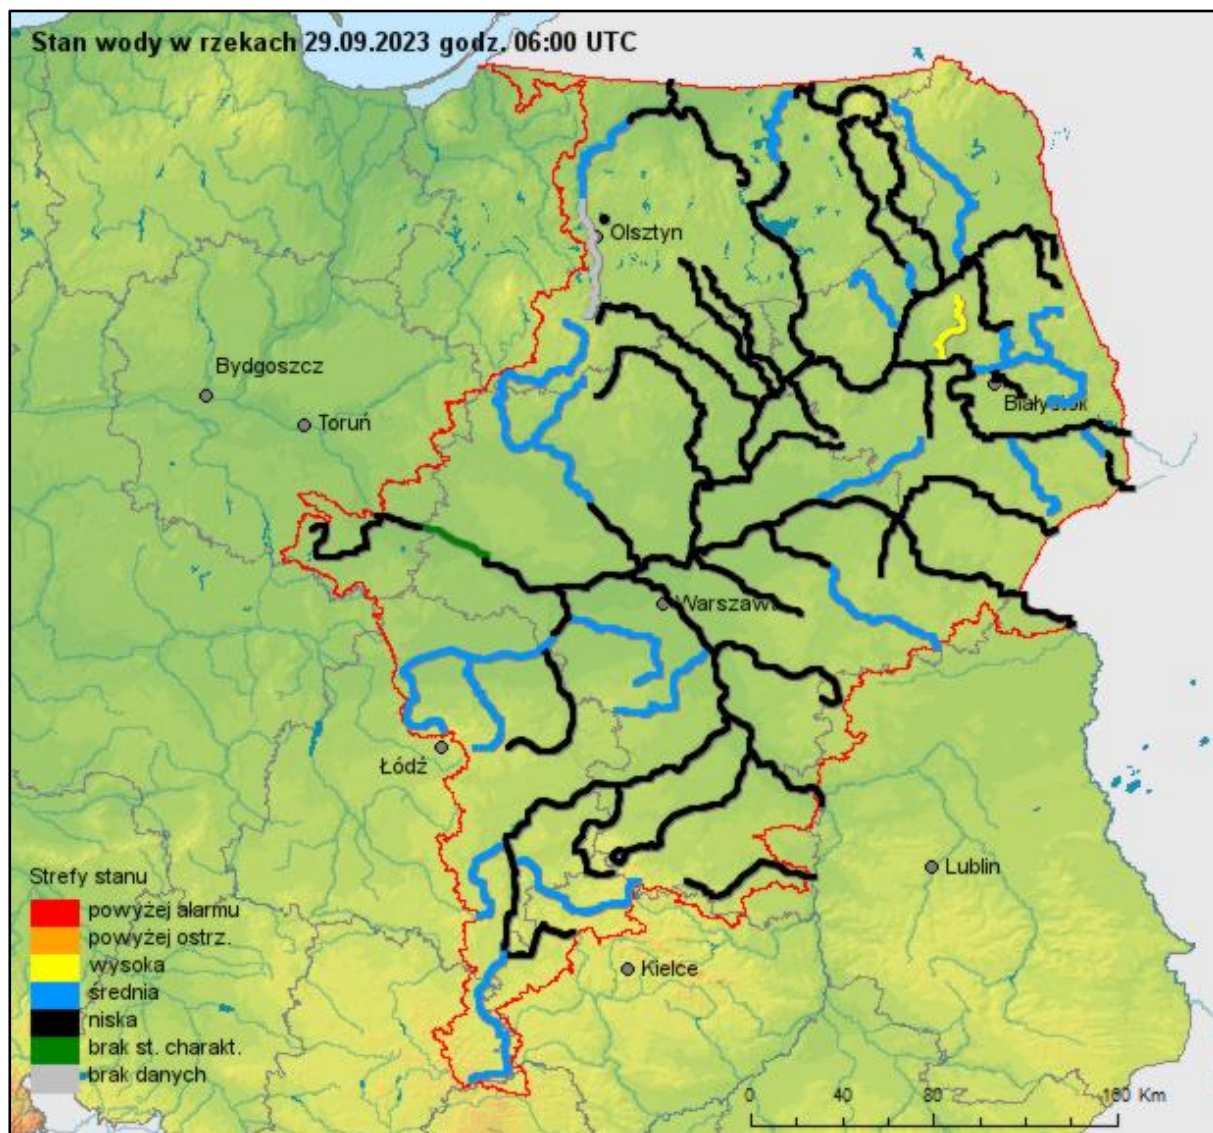 Stan wody w rzekach 29.09.2023 godz. 06:00 UTC
Olsztyn
Bydgoszcz
Toruń
Białystok
Warszawa
Łódź
Lublin
Kielce
Strefy stanu
powyżej alarmu
powyżej ostrz.
wysoka
średnia
niska
brak st. charakt.
brak danych
0 40 80 160 Km